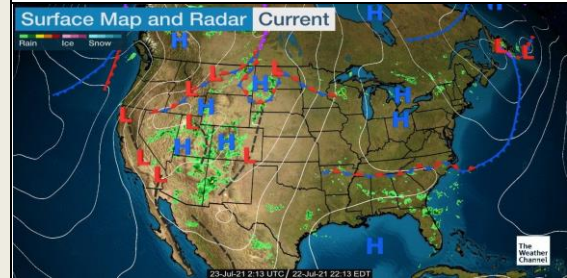 Surface Map and Radar Current
Rain Ice Snow
H
L L
L H L
L H H
L L H
H H L
L
L
H
The
Weather
Channel
23-Jul-21 2:13 UTC / 22-Jul-21 22:13 EDT